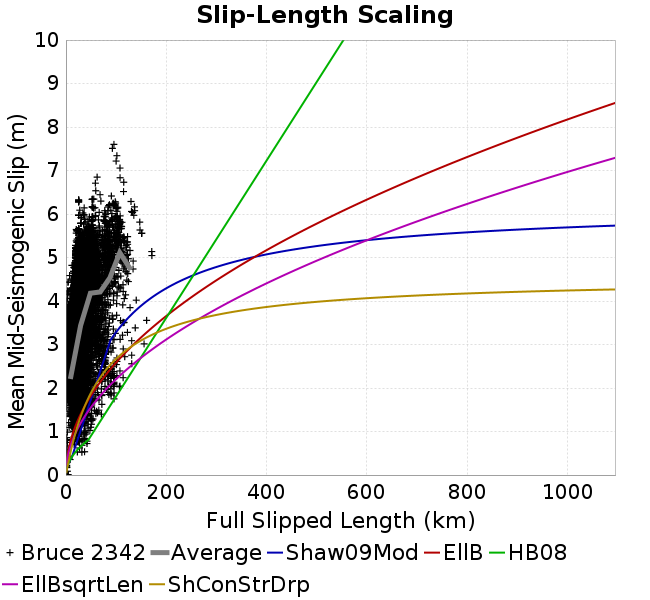 Slip-Length Scaling
Mean Mid-Seismogenic Slip (m)
10
9
8
7
6
5
4
3
2
1
0
0 200 400 600 800 1000
Full Slipped Length (km)
Bruce 2342 Average Shaw09Mod EllB HB08
EllBsqrtLen ShConStrDrp